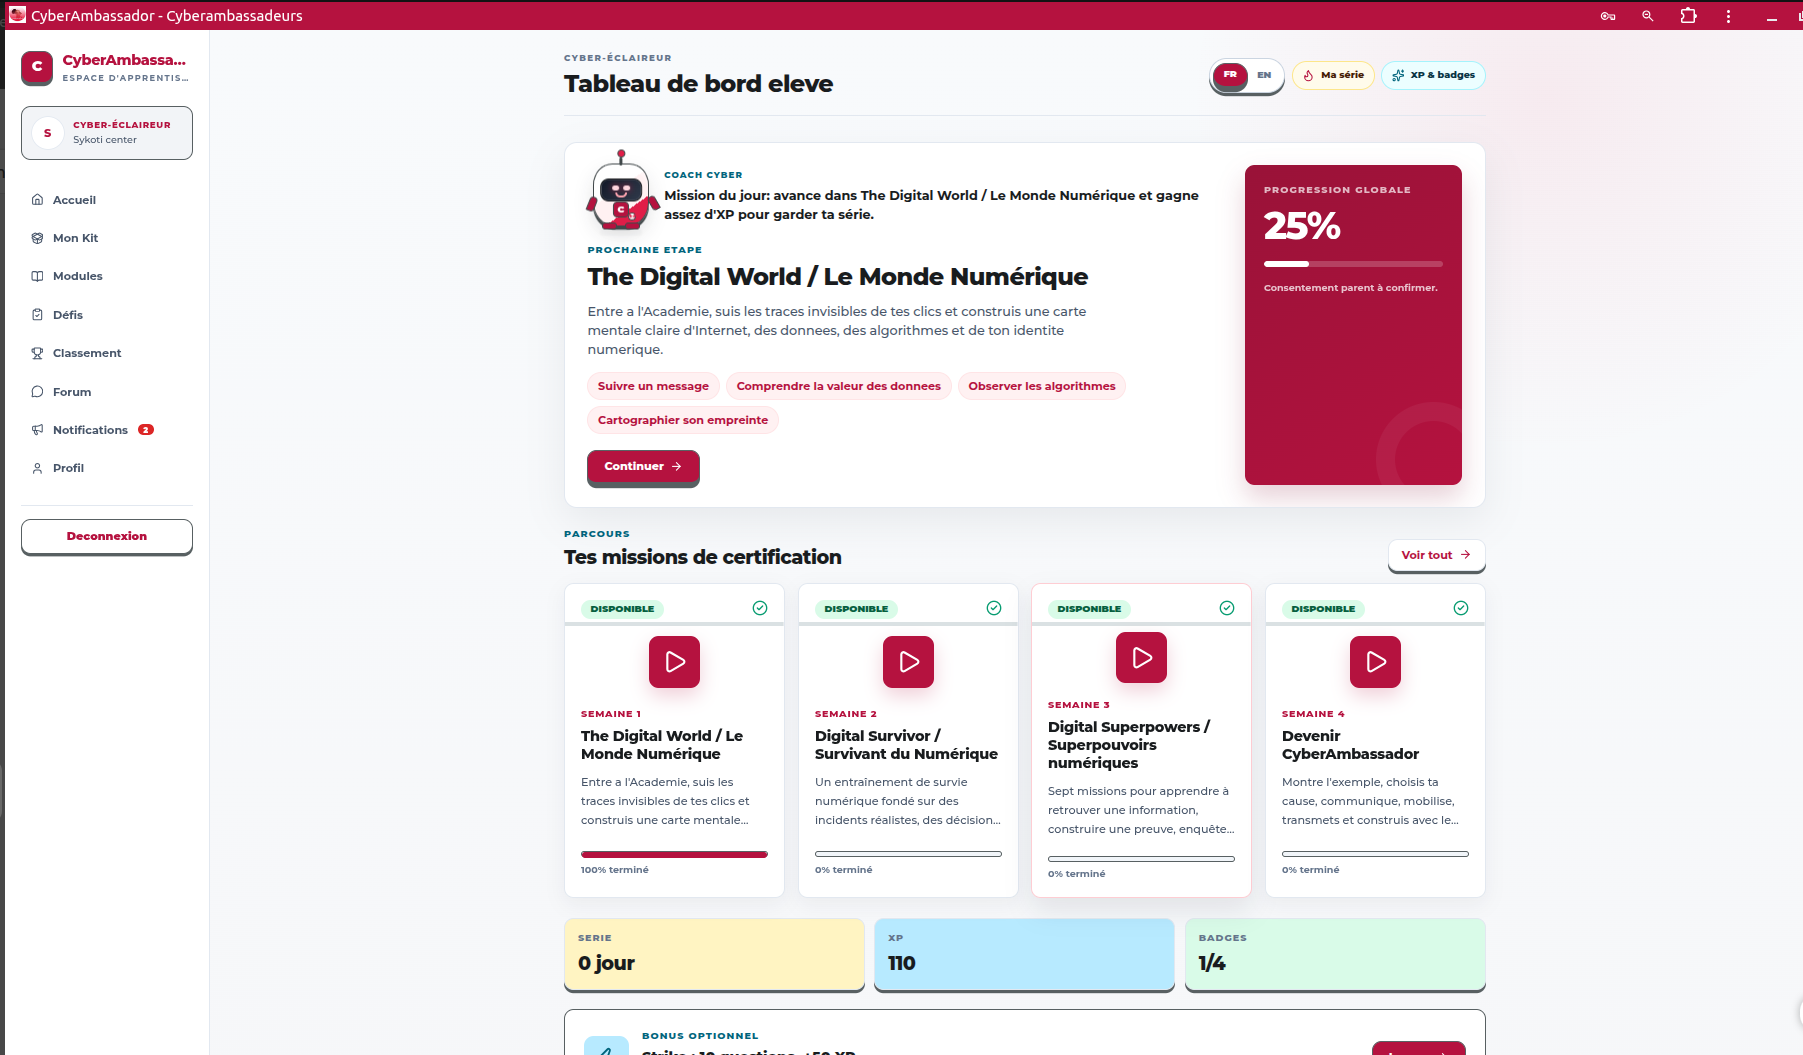 CyberAmbassador - Cyberambassadeurs
C
CyberAmbassa...
ESPACE D'APPRENTIS...
S
CYBER-ÉCLAIREUR
Sykoti center
Accueil
Mon Kit
Modules
Défis
Classement
Forum
Notifications 2
Profil
Deconnexion
CYBER-ÉCLAIREUR
Tableau de bord eleve
FR EN
Ma série
XP & badges
COACH CYBER
Mission du jour: avance dans The Digital World / Le Monde Numérique et gagne
assez d'XP pour garder ta série.
PROCHAINE ETAPE
The Digital World / Le Monde Numérique
Entre a l'Academie, suis les traces invisibles de tes clics et construis une carte
mentale claire d'Internet, des donnees, des algorithmes et de ton identite
numerique.
Suivre un message
Comprendre la valeur des donnees
Observer les algorithmes
Cartographier son empreinte
Continuer →
PROGRESSION GLOBALE
25%
Consentement parent à confirmer.
PARCOURS
Tes missions de certification
Voir tout →
DISPONIBLE
SEMAINE 1
The Digital World / Le
Monde Numérique
Entre a l'Academie, suis les
traces invisibles de tes clics et
construis une carte mentale...
100% terminé
DISPONIBLE
SEMAINE 2
Digital Survivor /
Survivant du Numérique
Un entraînement de survie
numérique fondé sur des
incidents réalistes, des décision...
0% terminé
DISPONIBLE
SEMAINE 3
Digital Superpowers /
Superpouvoirs
numériques
Sept missions pour apprendre à
retrouver une information,
construire une preuve, enquête...
0% terminé
DISPONIBLE
SEMAINE 4
Devenir
CyberAmbassador
Montre l'exemple, choisis ta
cause, communique, mobilise,
transmets et construis avec le...
0% terminé
SERIE
0 jour
XP
110
BADGES
1/4
BONUS OPTIONNEL
Strike : 10 questions, +50 XP